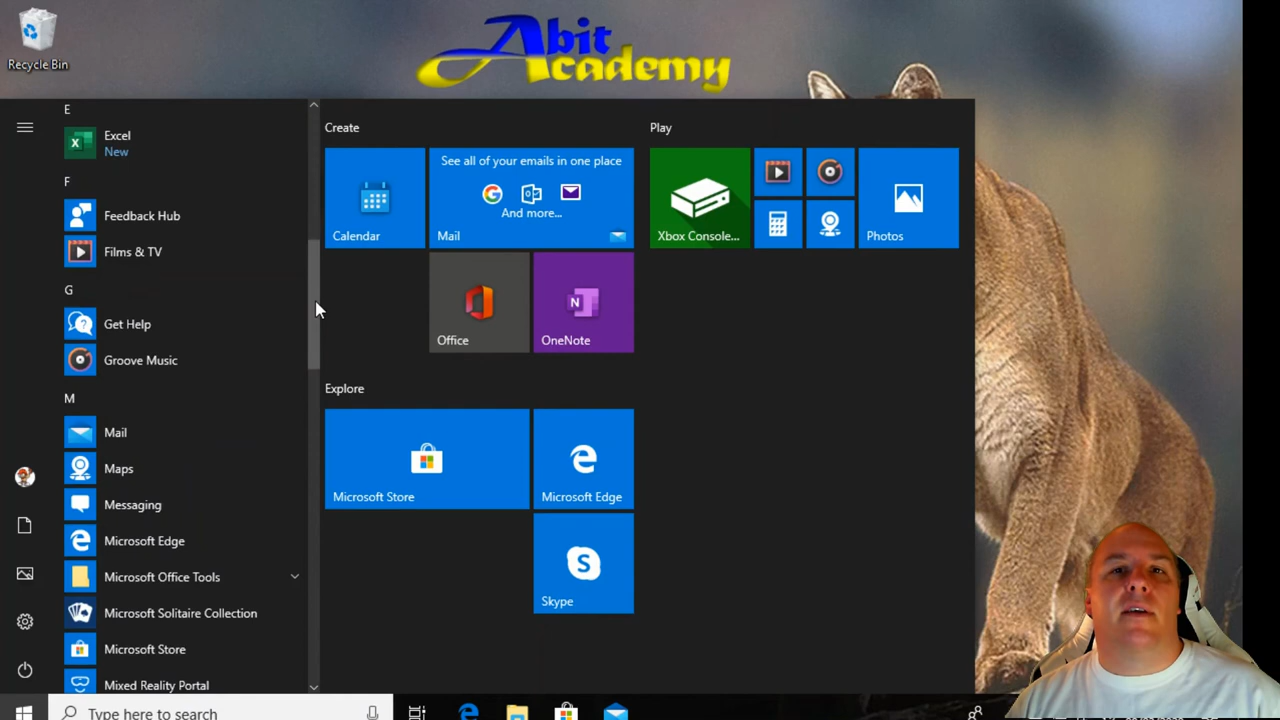 Abit
Academy
Recycle Bin
E
Excel
New
F
Feedback Hub
Films & TV
G
Get Help
Groove Music
M
Mail
Maps
Messaging
Microsoft Edge
Microsoft Office Tools
Microsoft Solitaire Collection
Microsoft Store
Mixed Reality Portal
Create
Calendar
See all of your emails in one place
And more...
Mail
Office
OneNote
Explore
Microsoft Store
Microsoft Edge
Skype
Play
Xbox Console...
Photos
Type here to search